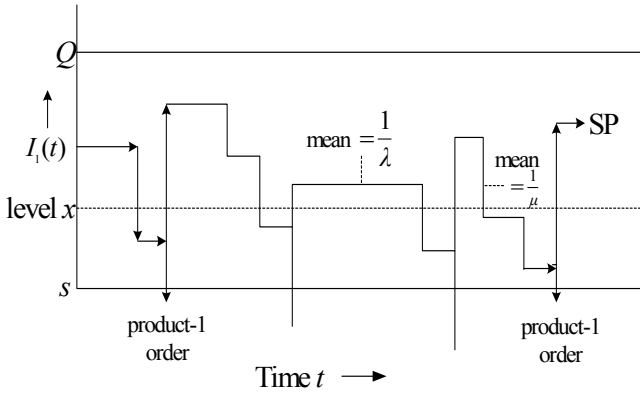 Q
I₁(t)
mean = 1/λ
SP
mean
= 1/μ
level x
s
product-1
order
product-1
order
Time t